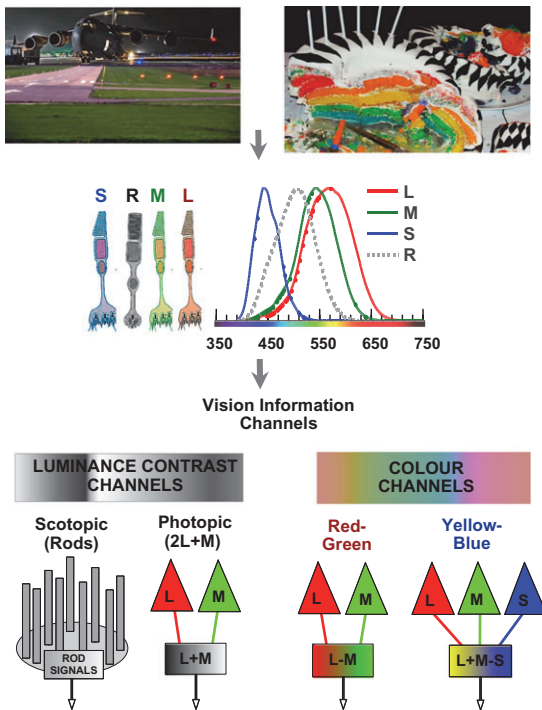 S R M L
L
M
S
R
350 450 550 650 750
Vision Information
Channels
LUMINANCE CONTRAST
CHANNELS
COLOUR
CHANNELS
Scotopic
(Rods)
Photopic
(2L+M)
Red-
Green
Yellow-
Blue
L M
L M
L M S
ROD
SIGNALS
L+M
L-M
L+M-S